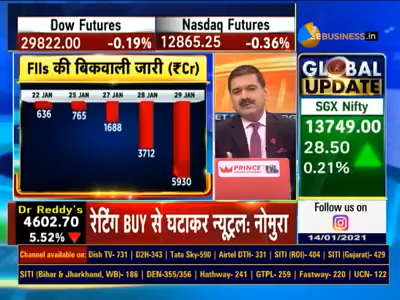 Dow Futures
29822.00 -0.19%
Nasdaq Futures
12865.25 -0.36%
BUSINESS.in
FIIs की बिकवाली जारी (₹Cr)
22 JAN 25 JAN 27 JAN 28 JAN 29 JAN
636 765 1688 3712 5930
PRINCE
GLOBAL
UPDATE
SGX Nifty
13749.00
28.50
0.21%
Dr Reddy's
4602.70
5.52%
रेटिंग BUY से घटाकर न्यूट्रल: नोमुरा
Follow us on
14/01/2021
Channel available on: Dish TV- 731 | D2H-343 | Tata Sky-590 | Airtel DTH- 331 | SITI (ROI) - 404 | SITI (Gujarat) - 429
SITI (Bihar & Jharkhand, WB)- 186 | DEN-355/356 | Hathway- 241 | GTPL- 259 | Fastway- 220 | UCN- 122